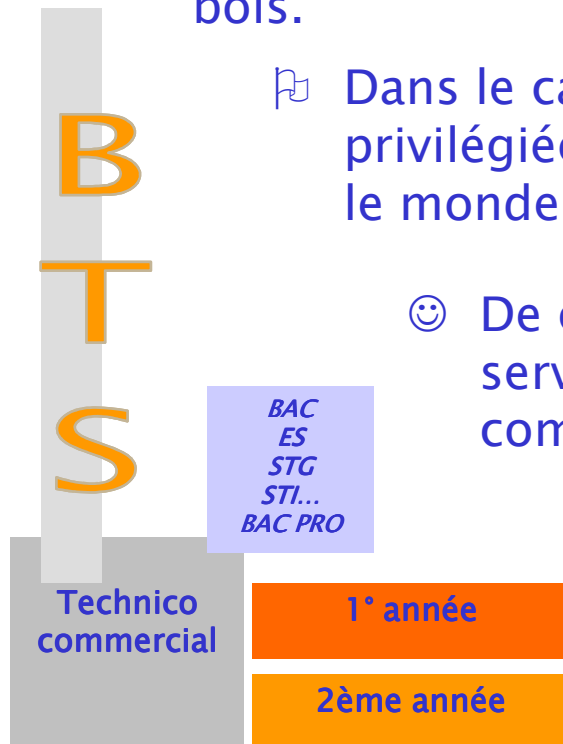 bois.
Dans le ca
privilégiée
le monde
☺ De
serv
com
B
T
S
BAC
ES
STG
STI...
BAC PRO
Technico
commercial
1° année
2ème année